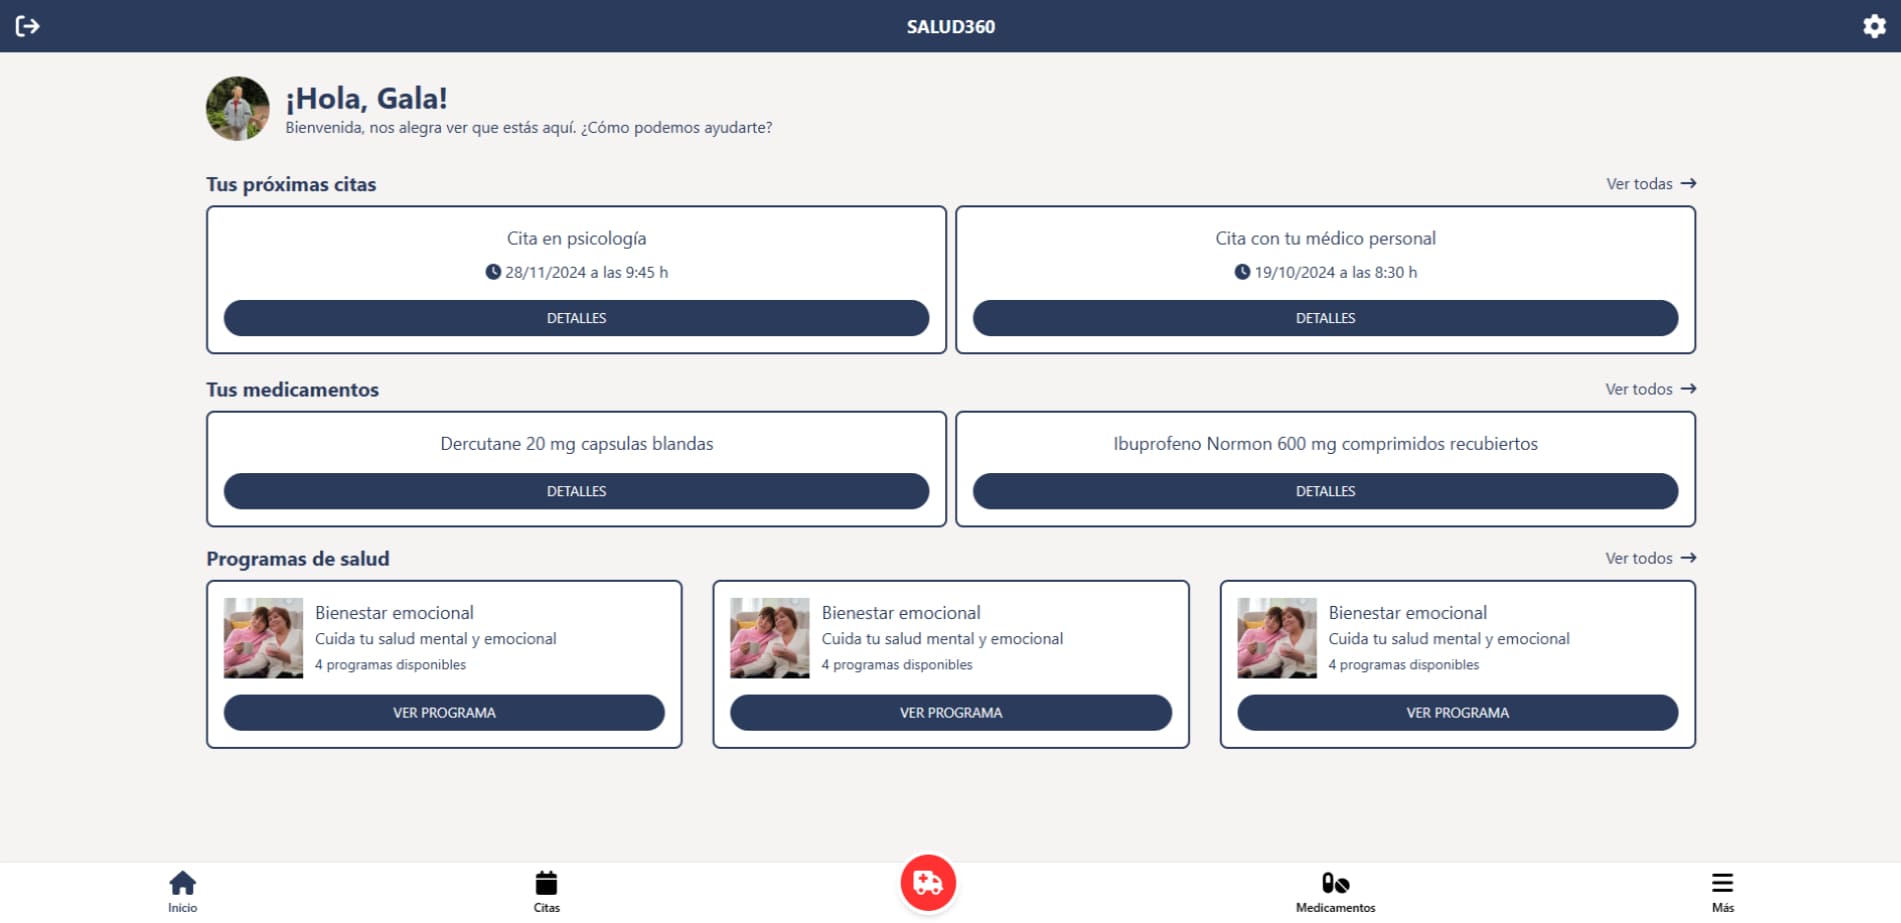 SALUD360
¡Hola, Gala!
Bienvenida, nos alegra ver que estás aquí. ¿Cómo podemos ayudarte?
Tus próximas citas
Ver todas
Cita en psicología
28/11/2024 a las 9:45 h
DETALLES
Cita con tu médico personal
19/10/2024 a las 8:30 h
DETALLES
Tus medicamentos
Ver todos
Dercutane 20 mg capsulas blandas
DETALLES
Ibuprofeno Normon 600 mg comprimidos recubiertos
DETALLES
Programas de salud
Ver todos
Bienestar emocional
Cuida tu salud mental y emocional
4 programas disponibles
VER PROGRAMA
Bienestar emocional
Cuida tu salud mental y emocional
4 programas disponibles
VER PROGRAMA
Bienestar emocional
Cuida tu salud mental y emocional
4 programas disponibles
VER PROGRAMA
Inicio
Citas
Medicamentos
Más